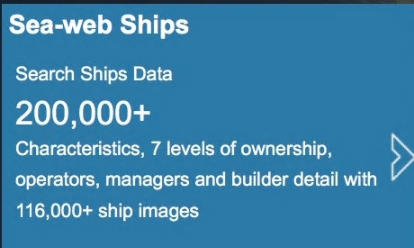 Sea-web Ships
Search Ships Data
200,000+
Characteristics, 7 levels of ownership,
operators, managers and builder detail with
116,000+ ship images